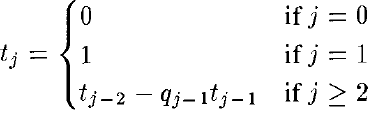 t_j = { 0 if j = 0
1 if j = 1
t_{j-2} − q_{j-1}t_{j-1} if j ≥ 2